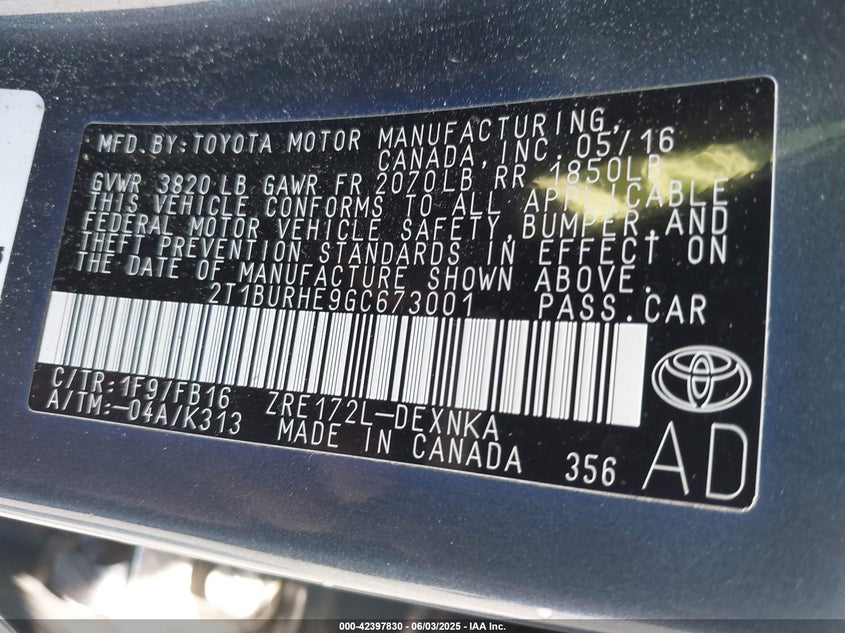 MFD. BY: TOYOTA MOTOR MANUFACTURING,
CANADA, INC. 05/16
GVWR 3820 LB GAWR FR 2070LB RR 1850LB
THIS VEHICLE CONFORMS TO ALL APPLICABLE
FEDERAL MOTOR VEHICLE SAFETY, BUMPER, AND
THEFT PREVENTION STANDARDS IN EFFECT ON
THE DATE OF MANUFACTURE SHOWN ABOVE.
2T1BURHE9GC673001 PASS.CAR
C/TR: 1F9/FB16 ZRE172L-DEXNKA
A/TM: -04A/K313 MADE IN CANADA 356 AD
000-42397830 - 06/03/2025 - IAA Inc.